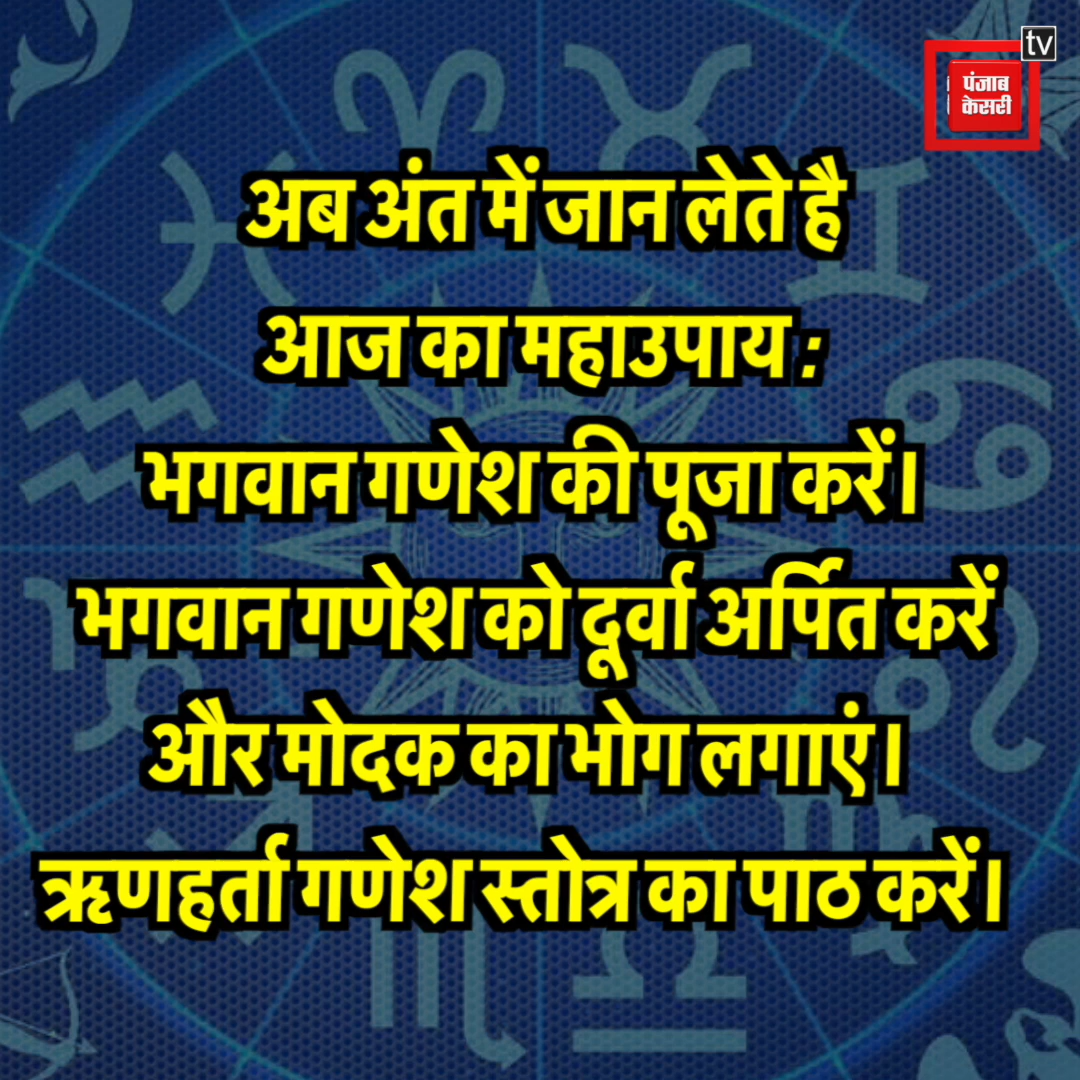 tv
पंजाब
केसरी
अब अंत में जान लेते है
आज का महाउपाय :
भगवान गणेश की पूजा करें।
भगवान गणेश को दूर्वा अर्पित करें
और मोदक का भोग लगाएं।
ऋणहर्ता गणेश स्तोत्र का पाठ करें।